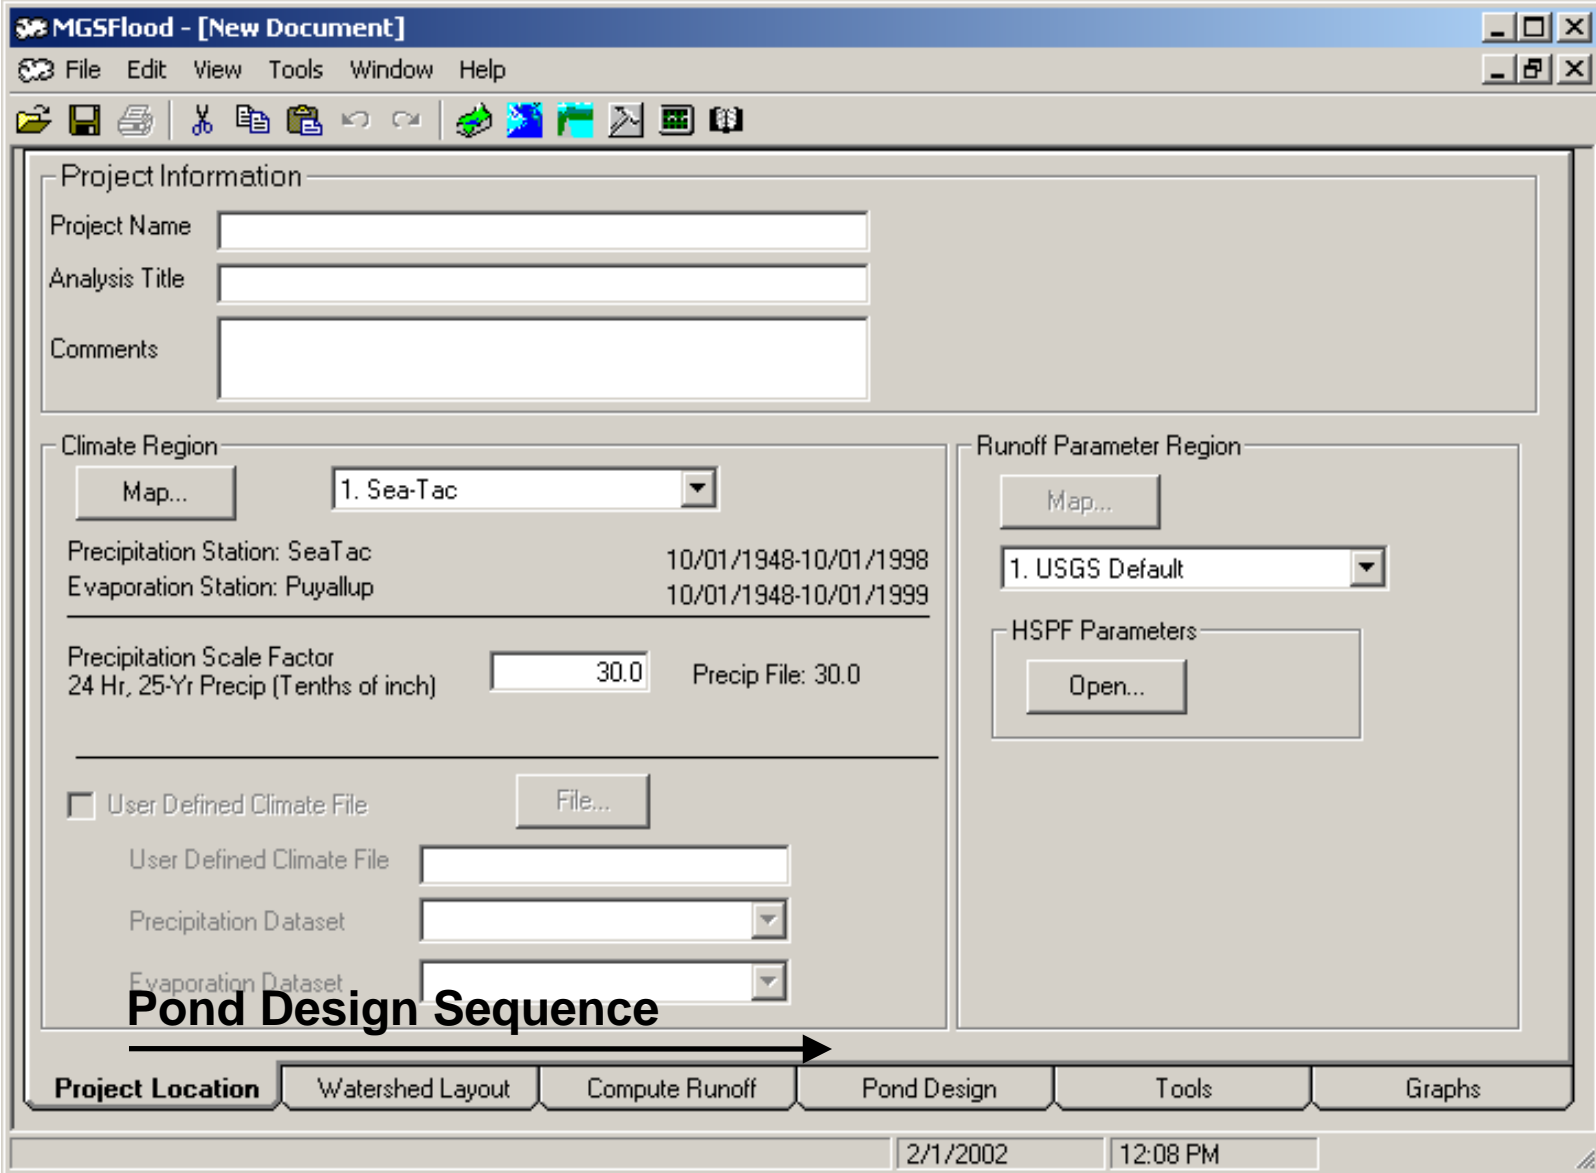 MGSFlood - [New Document]
File Edit View Tools Window Help
Project Information
Project Name
Analysis Title
Comments
Climate Region
Map...
1. Sea-Tac
Precipitation Station: SeaTac 10/01/1948-10/01/1998
Evaporation Station: Puyallup 10/01/1948-10/01/1999
Precipitation Scale Factor
24 Hr, 25-Yr Precip (Tenths of inch)
30.0
Precip File: 30.0
User Defined Climate File
File...
User Defined Climate File
Precipitation Dataset
Evaporation Dataset
Runoff Parameter Region
Map...
1. USGS Default
HSPF Parameters
Open...
Pond Design Sequence
Project Location Watershed Layout Compute Runoff Pond Design Tools Graphs
2/1/2002 12:08 PM